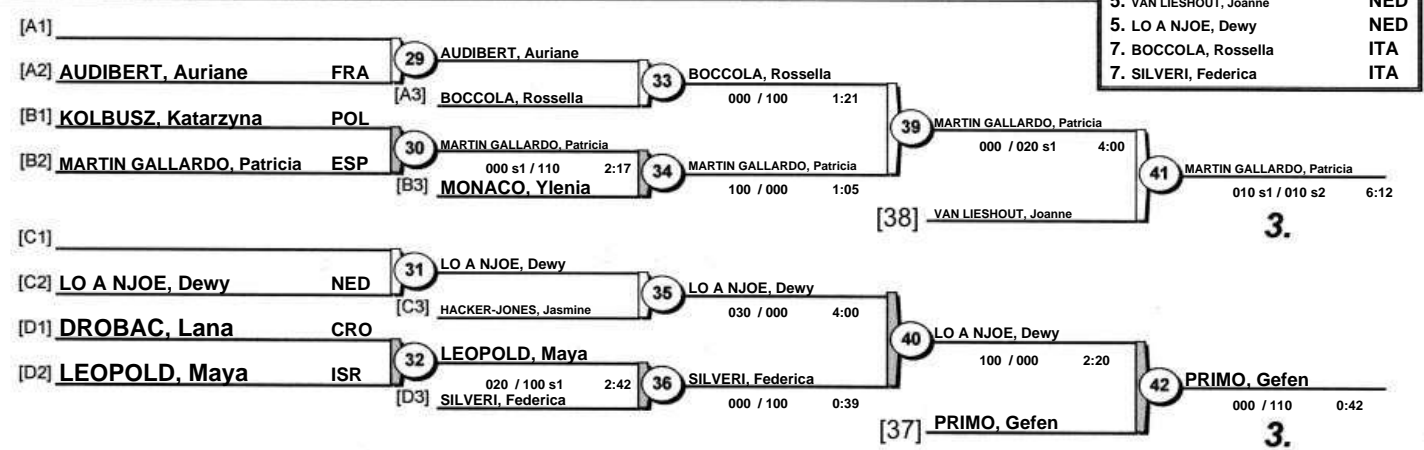 5. VAN LIESHOUT, Joanne NED
5. LO A NJOE, Dewy NED
7. BOCCOLA, Rossella ITA
7. SILVERI, Federica ITA
[A1]
[A2] AUDIBERT, Auriane FRA
29
AUDIBERT, Auriane
[A3] BOCCOLA, Rossella
33
BOCCOLA, Rossella
000 / 100 1:21
[B1] KOLBUSZ, Katarzyna POL
[B2] MARTIN GALLARDO, Patricia ESP
30
MARTIN GALLARDO, Patricia
000 s1 / 110 2:17
[B3] MONACO, Ylenia
34
MARTIN GALLARDO, Patricia
100 / 000 1:05
39
MARTIN GALLARDO, Patricia
000 / 020 s1 4:00
[38] VAN LIESHOUT, Joanne
41
MARTIN GALLARDO, Patricia
010 s1 / 010 s2 6:12
3.
[C1]
[C2] LO A NJOE, Dewy NED
31
LO A NJOE, Dewy
[C3] HACKER-JONES, Jasmine
35
LO A NJOE, Dewy
030 / 000 4:00
[D1] DROBAC, Lana CRO
[D2] LEOPOLD, Maya ISR
32
LEOPOLD, Maya
020 / 100 s1 2:42
[D3] SILVERI, Federica
36
SILVERI, Federica
000 / 100 0:39
40
LO A NJOE, Dewy
100 / 000 2:20
[37] PRIMO, Gefen
42
PRIMO, Gefen
000 / 110 0:42
3.